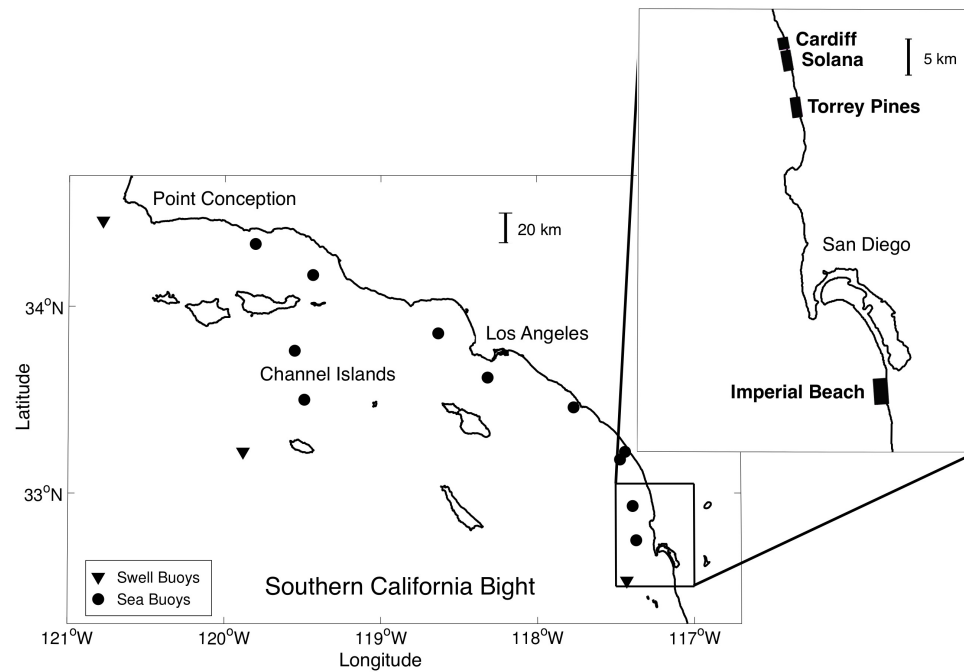 Cardiff
Solana
5 km
Torrey Pines
San Diego
Imperial Beach
Point Conception
20 km
Los Angeles
Channel Islands
34°N
33°N
Latitude
Swell Buoys
Sea Buoys
Southern California Bight
121°W 120°W 119°W 118°W 117°W
Longitude